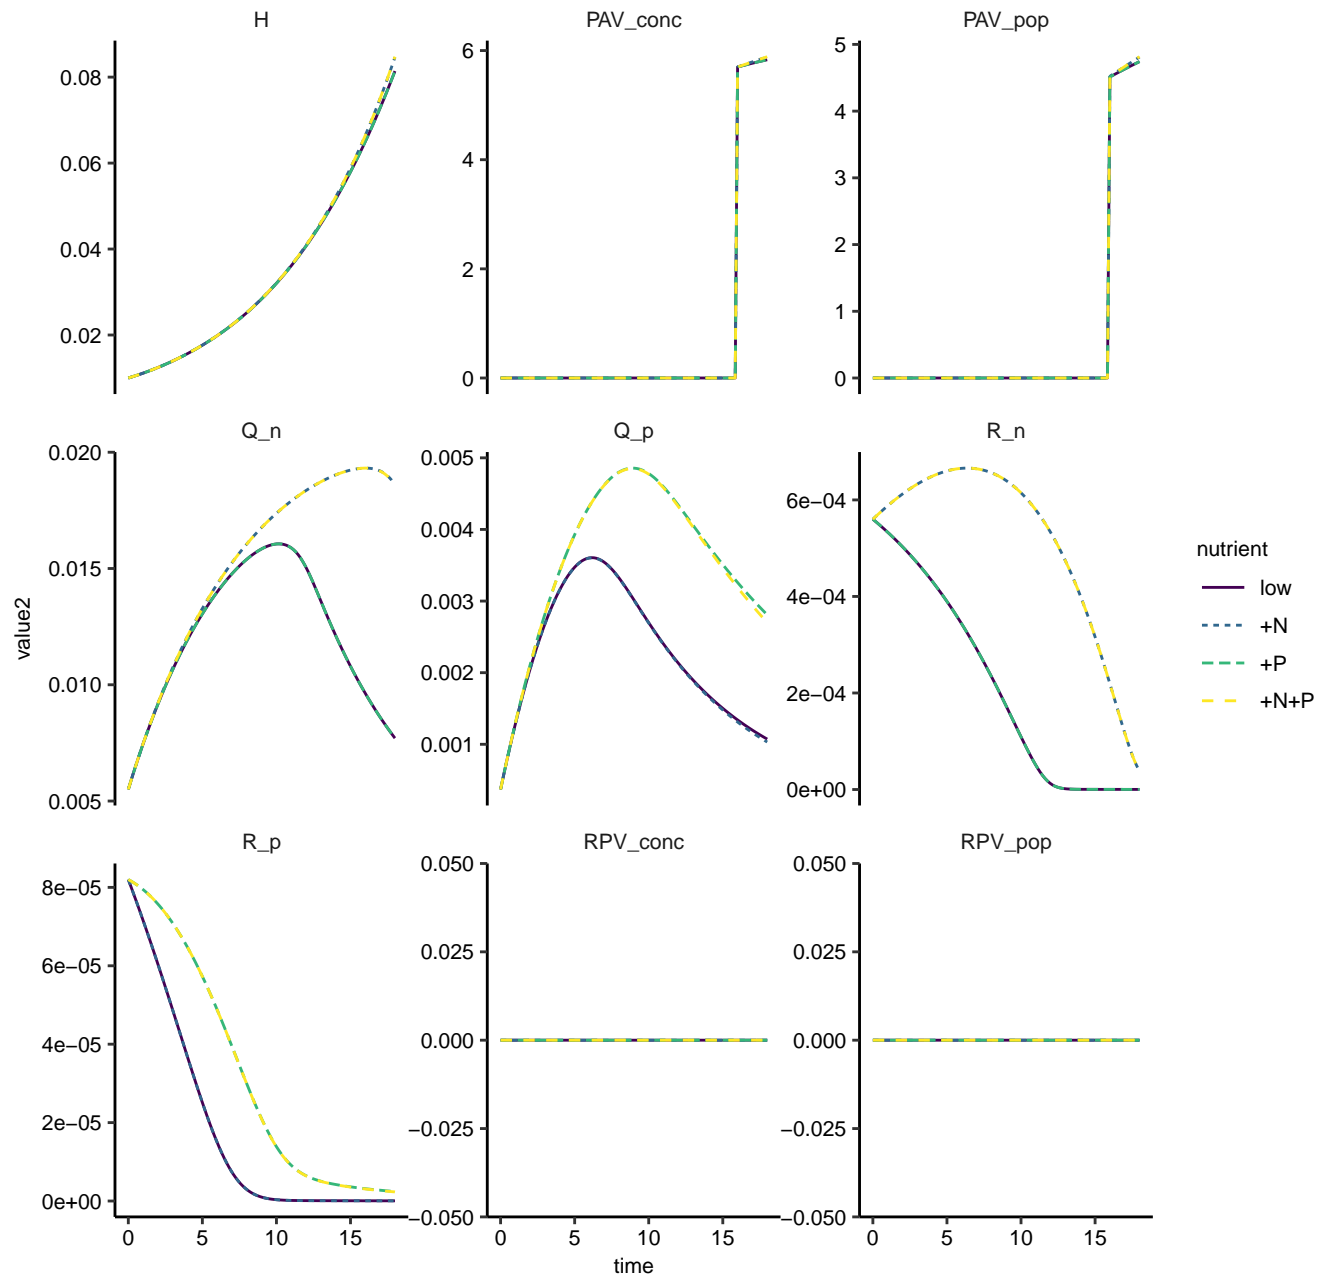 H
PAV_conc
PAV_pop
0.08
0.06
0.04
0.02
6
4
2
0
5
4
3
2
1
0
Q_n
Q_p
R_n
0.020
0.015
0.010
0.005
0.005
0.004
0.003
0.002
0.001
6e−04
4e−04
2e−04
0e+00
R_p
RPV_conc
RPV_pop
8e−05
6e−05
4e−05
2e−05
0e+00
0.050
0.025
0.000
−0.025
−0.050
0.050
0.025
0.000
−0.025
−0.050
0 5 10 15
0 5 10 15
0 5 10 15
time
value2
nutrient
low
+N
+P
+N+P